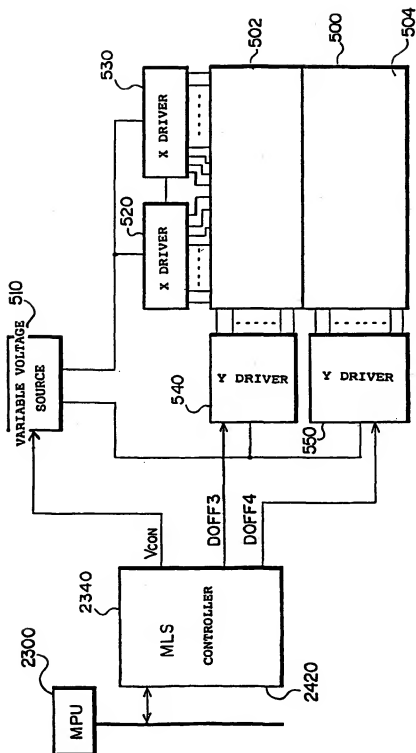 510
VARIABLE VOLTAGE
SOURCE
520
X DRIVER
530
X DRIVER
502
500
504
540
Y DRIVER
550
Y DRIVER
VCON
DOFF3
DOFF4
2300
MPU
2340
MLS
CONTROLLER
2420